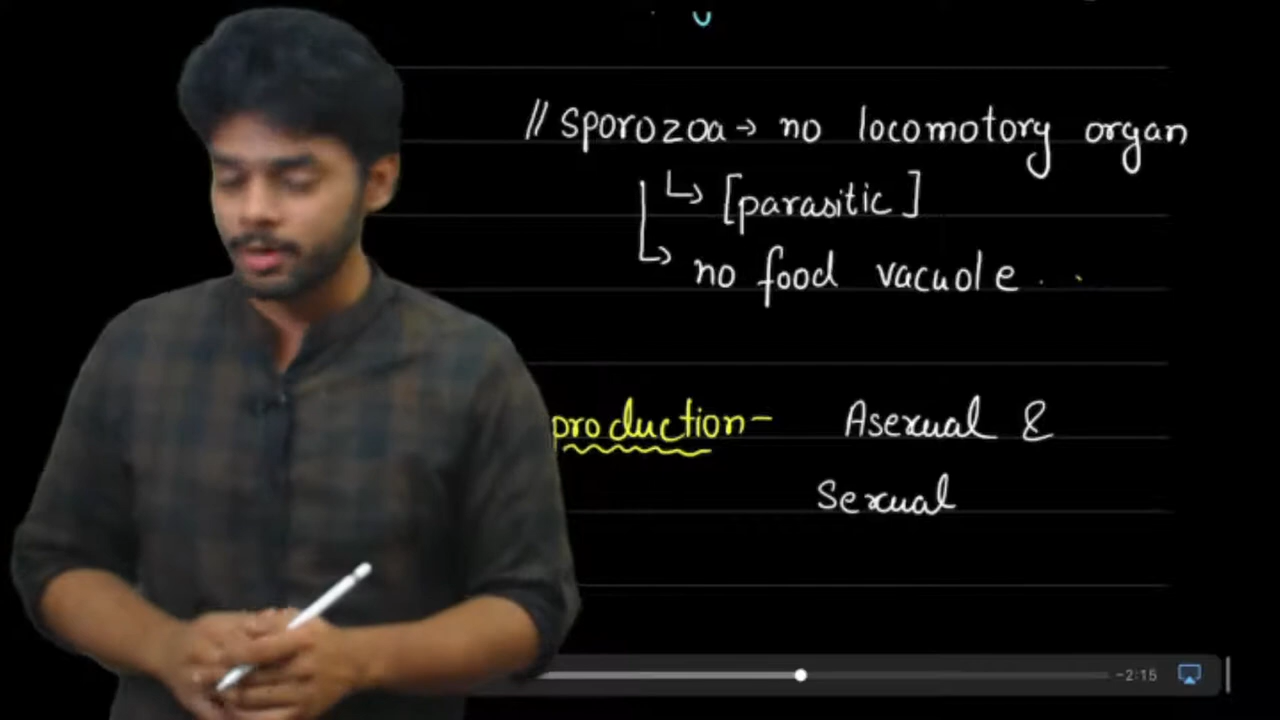 // Sporozoa → no locomotory organ
↳ [parasitic]
↳ no food vacuole . .
production - Asexual &
Sexual
-2:15